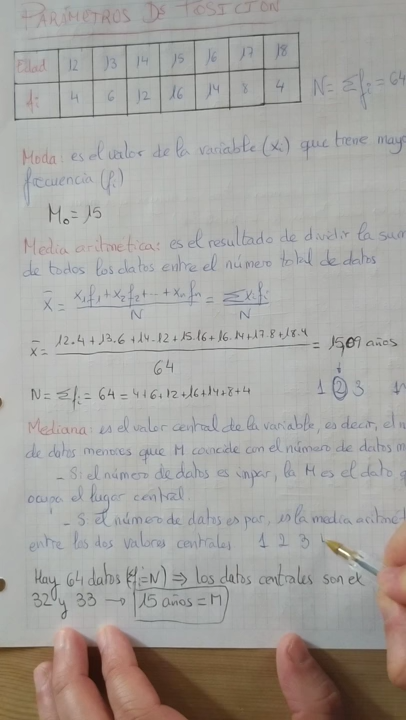 PARÁMETROS DE POSICIÓN
Edad 12 13 14 15 16 17 18
fi 4 6 12 16 14 8 4
N = Σfi = 64
Moda: es el valor de la variable (xi) que tiene may
frecuencia (fi)
Mo = 15
Media aritmética: es el resultado de dividir la sum
de todos los datos entre el número total de datos
x̄ = x1f1+x2f2+...+xnfn / N = Σxifi / N
x̄ = 12·4+13·6+14·12+15·16+16·14+17·8+18·4 / 64 = 15,09 años
N = Σfi = 64 = 4+6+12+16+14+8+4
1 2 3
Mediana: es el valor central de la variable, es decir, el n
de datos menores que M coincide con el número de datos m
- Si el número de datos es inpar, la M es el dato q
ocupa el lugar central
- S el número de datos es par, es la media aritmét
entre los dos valores centrales 1 2 3
Hay 64 datos (fi=N) ⇒ los datos centrales son el
32 y 33 → 15 años = M